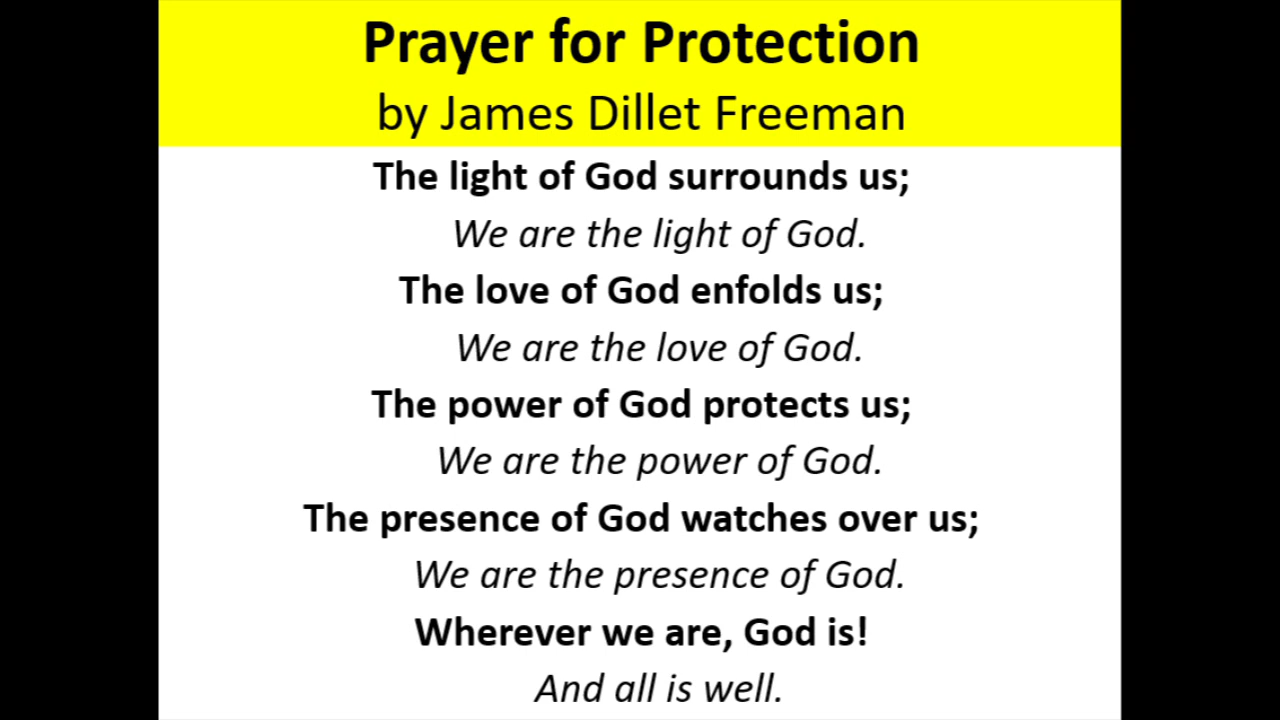 Prayer for Protection
by James Dillet Freeman
The light of God surrounds us;
We are the light of God.
The love of God enfolds us;
We are the love of God.
The power of God protects us;
We are the power of God.
The presence of God watches over us;
We are the presence of God.
Wherever we are, God is!
And all is well.